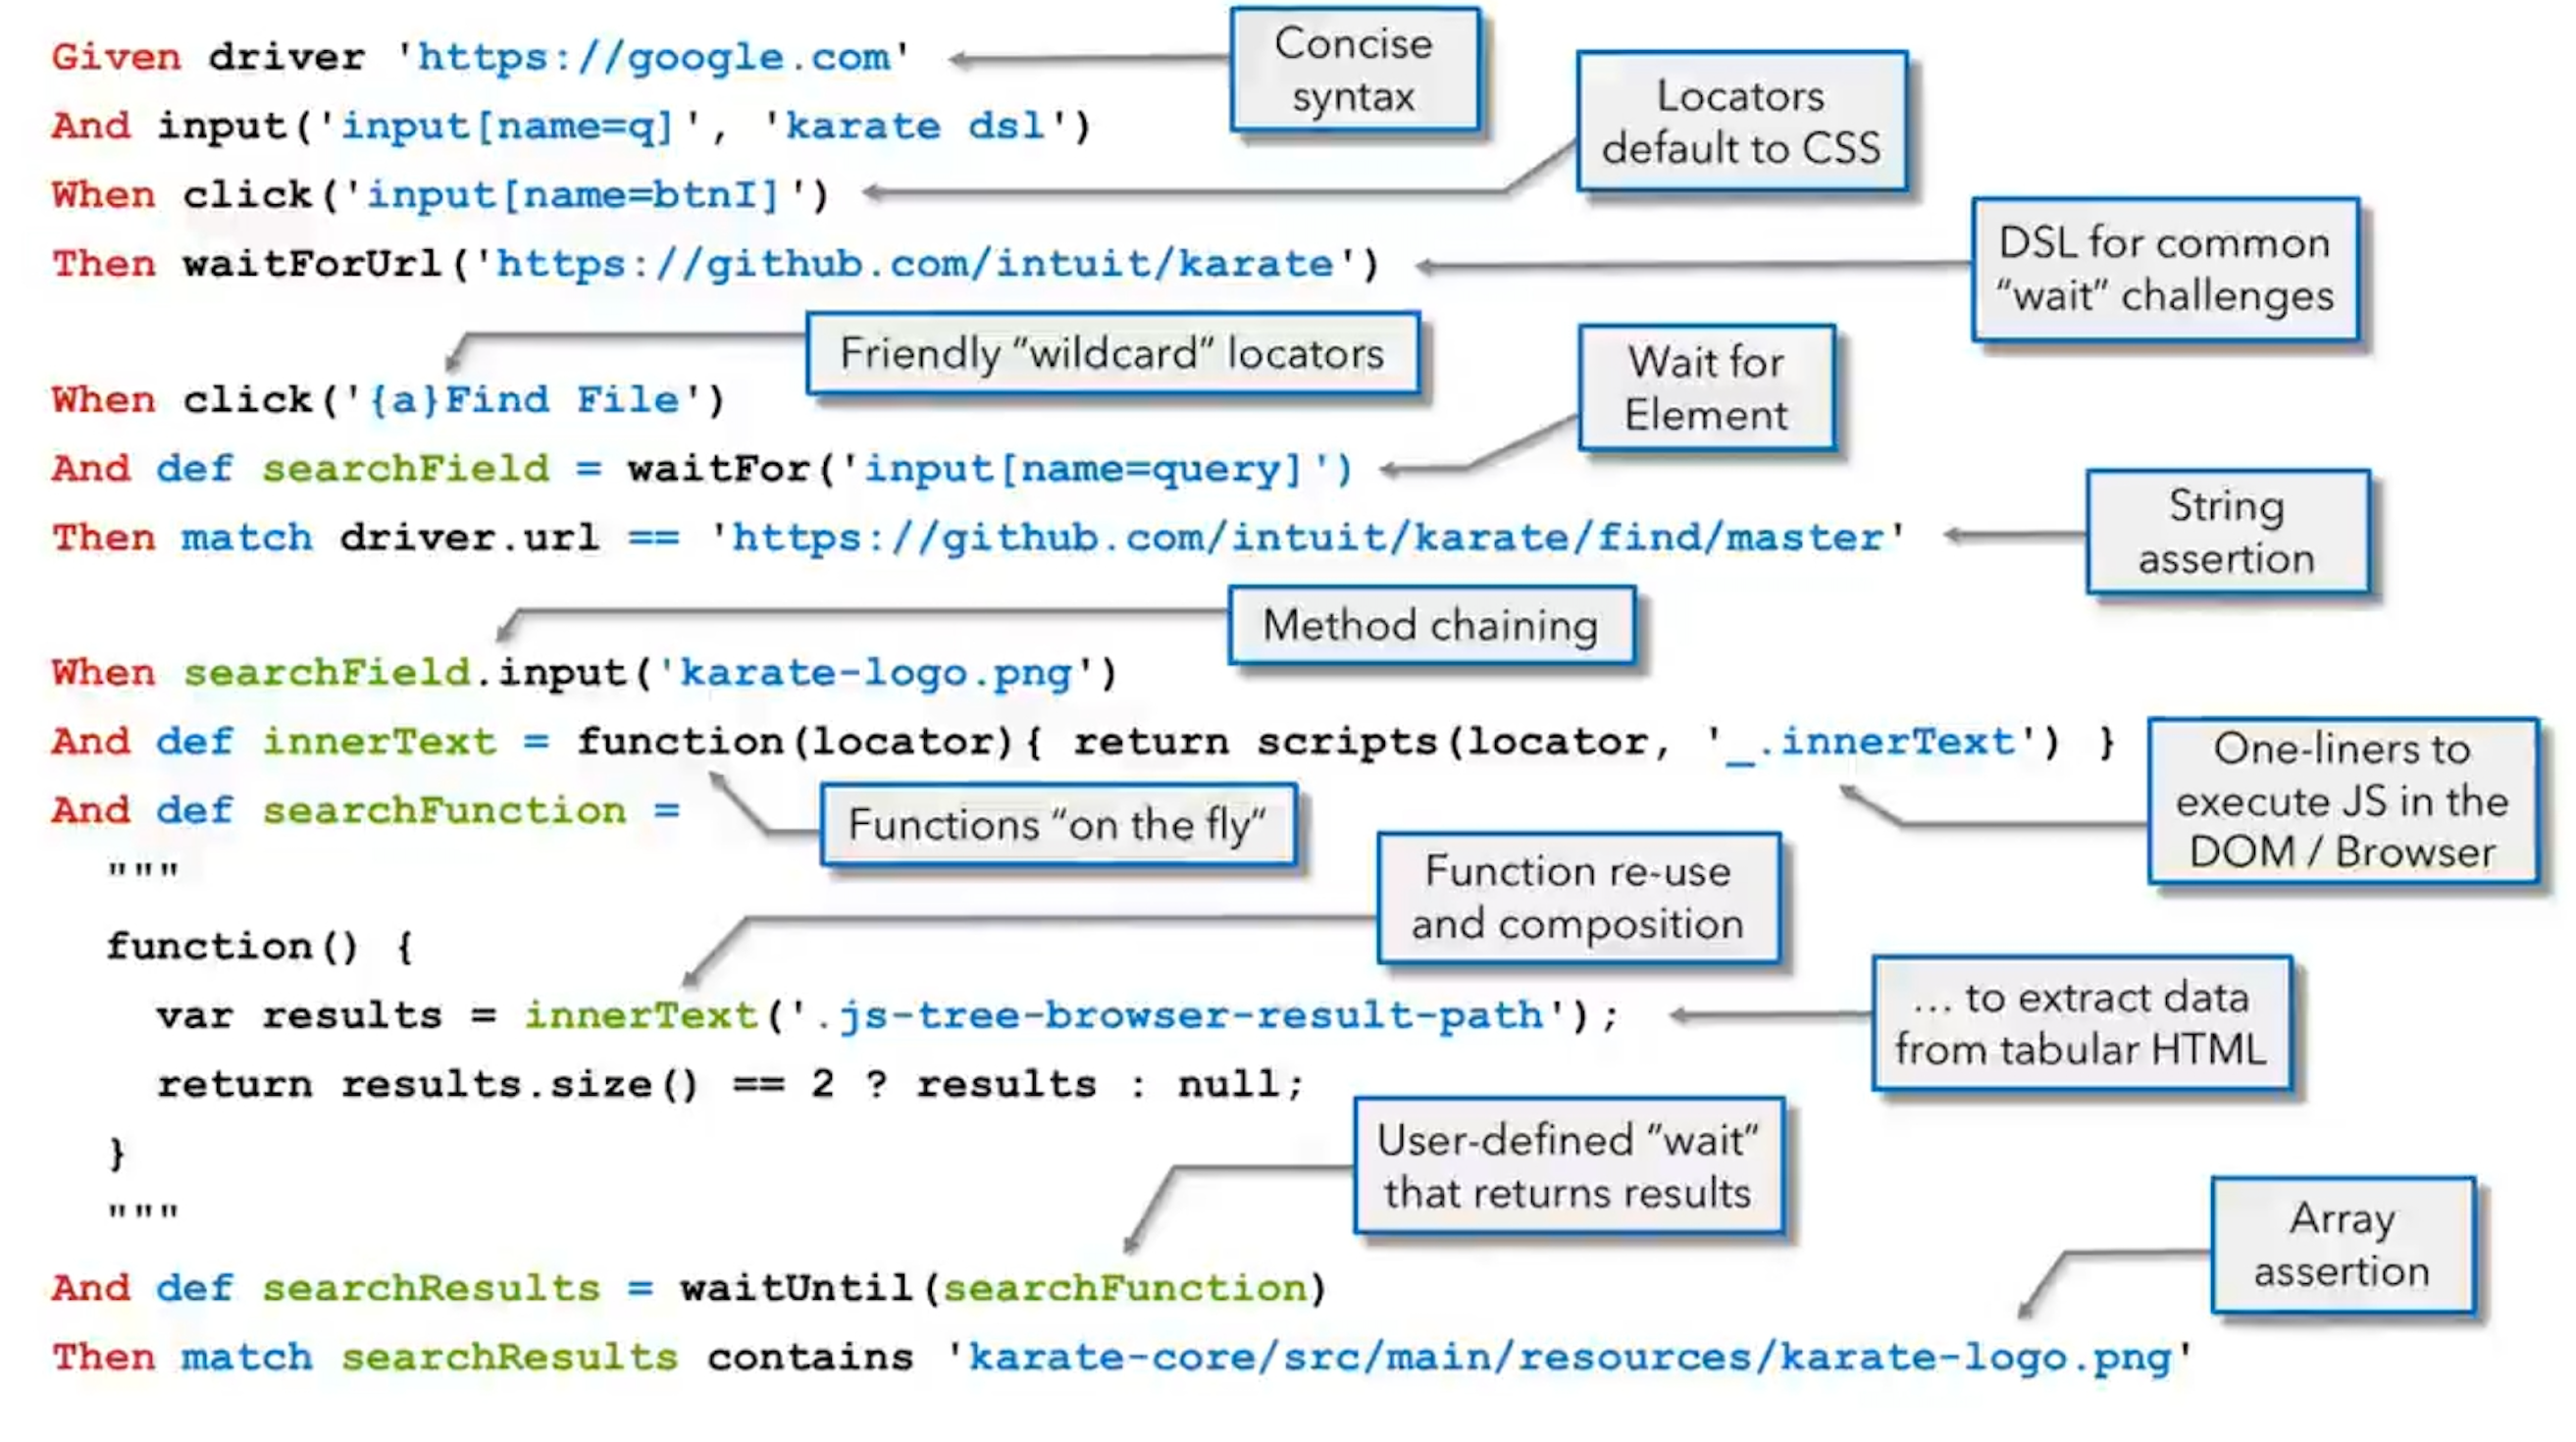 Given driver 'https://google.com'
Concise
syntax
And input('input[name=q]', 'karate dsl')
Locators
default to CSS
When click('input[name=btnI]')
Then waitForUrl('https://github.com/intuit/karate')
DSL for common
“wait” challenges
Friendly “wildcard” locators
Wait for
Element
When click('{a}Find File')
And def searchField = waitFor('input[name=query]')
Then match driver.url == 'https://github.com/intuit/karate/find/master'
String
assertion
Method chaining
When searchField.input('karate-logo.png')
And def innerText = function(locator){ return scripts(locator, '_.innerText') }
One-liners to
execute JS in the
DOM / Browser
And def searchFunction =
Functions “on the fly”
"""
Function re-use
and composition
function() {
var results = innerText('.js-tree-browser-result-path');
... to extract data
from tabular HTML
return results.size() == 2 ? results : null;
}
User-defined “wait”
that returns results
"""
Array
assertion
And def searchResults = waitUntil(searchFunction)
Then match searchResults contains 'karate-core/src/main/resources/karate-logo.png'